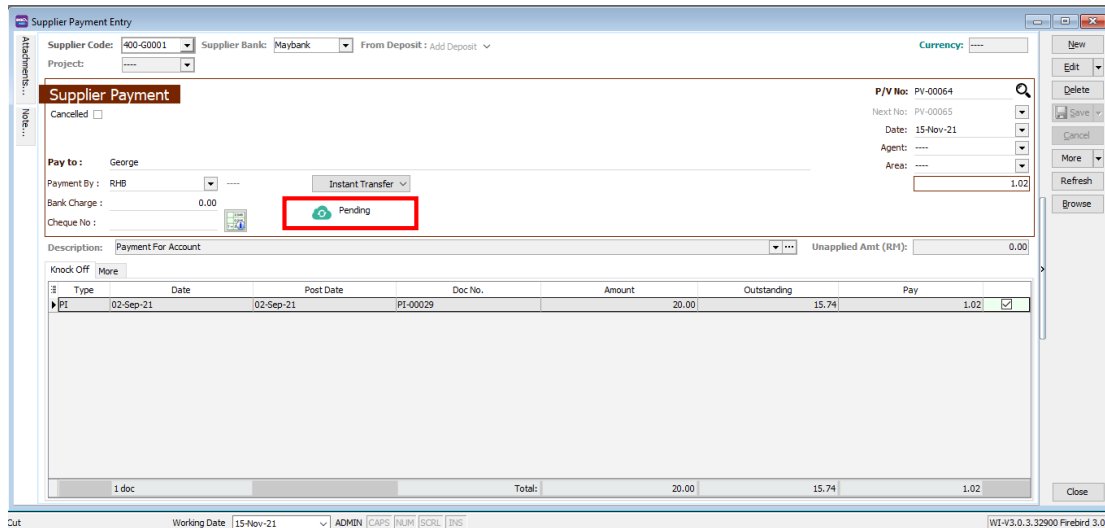 Supplier Payment Entry
Attachments...
Note...
Supplier Code: 400-G0001 Supplier Bank: Maybank From Deposit : Add Deposit Currency: ----
Project: ----
Supplier Payment
Cancelled
P/V No: PV-00064
Next No: PV-00065
Date: 15-Nov-21
Agent: ----
Pay to : George
Area: ----
Payment By : RHB ---- Instant Transfer
1.02
Bank Charge : 0.00
Pending
Cheque No :
Description: Payment For Account Unapplied Amt (RM): 0.00
Knock Off More
Type Date Post Date Doc No. Amount Outstanding Pay
PI 02-Sep-21 02-Sep-21 PI-00029 20.00 15.74 1.02
1 doc Total: 20.00 15.74 1.02
New
Edit
Delete
Save
Cancel
More
Refresh
Browse
Close
Cut Working Date 15-Nov-21 ADMIN CAPS NUM SCRL INS WI-V3.0.3.32900 Firebird 3.0